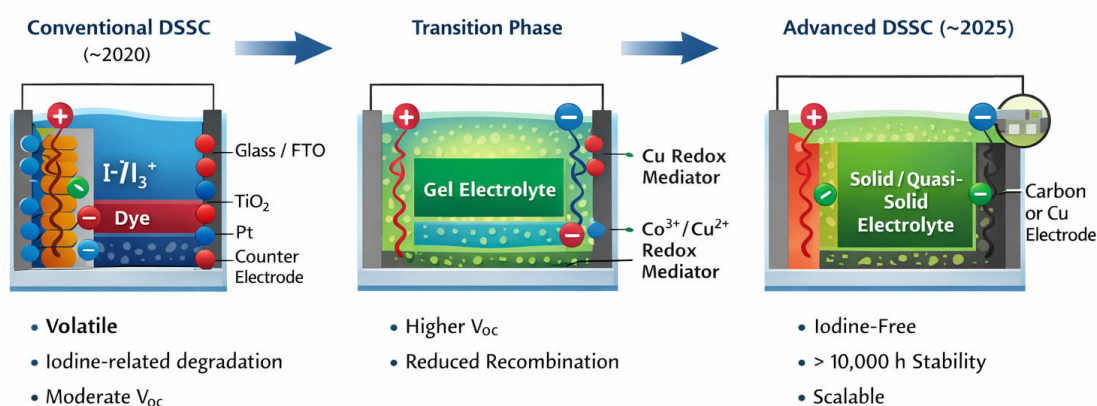 Conventional DSSC
(~2020)
Transition Phase
Advanced DSSC (~2025)
I-/I₃⁺
Dye
Glass / FTO
TiO₂
Pt
Counter
Electrode
Gel Electrolyte
Cu Redox
Mediator
Co³⁺/Cu²⁺
Redox
Mediator
Solid / Quasi-
Solid
Electrolyte
Carbon
or Cu
Electrode
• Volatile
• Iodine-related degradation
• Moderate Voc
• Higher Voc
• Reduced Recombination
• Iodine-Free
• > 10,000 h Stability
• Scalable